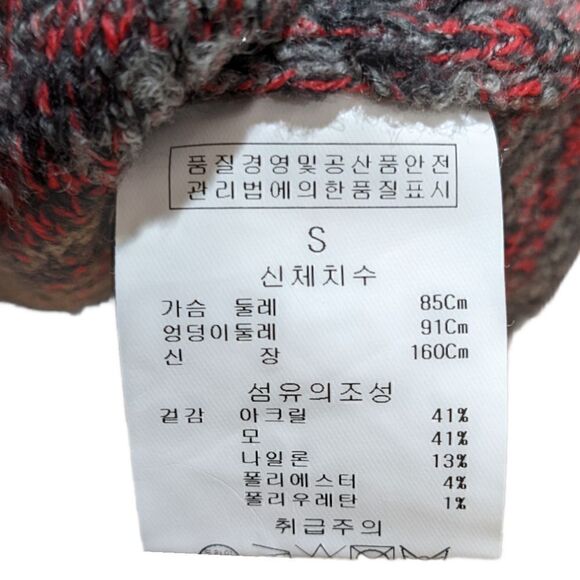 품질경영및공산품안전
관리법에의한품질표시
S
신체치수
가슴 둘레 85Cm
엉덩이둘레 91Cm
신 장 160Cm
섬유의조성
겉감 아크릴 41%
모 41%
나일론 13%
폴리에스터 4%
폴리우레탄 1%
취급주의